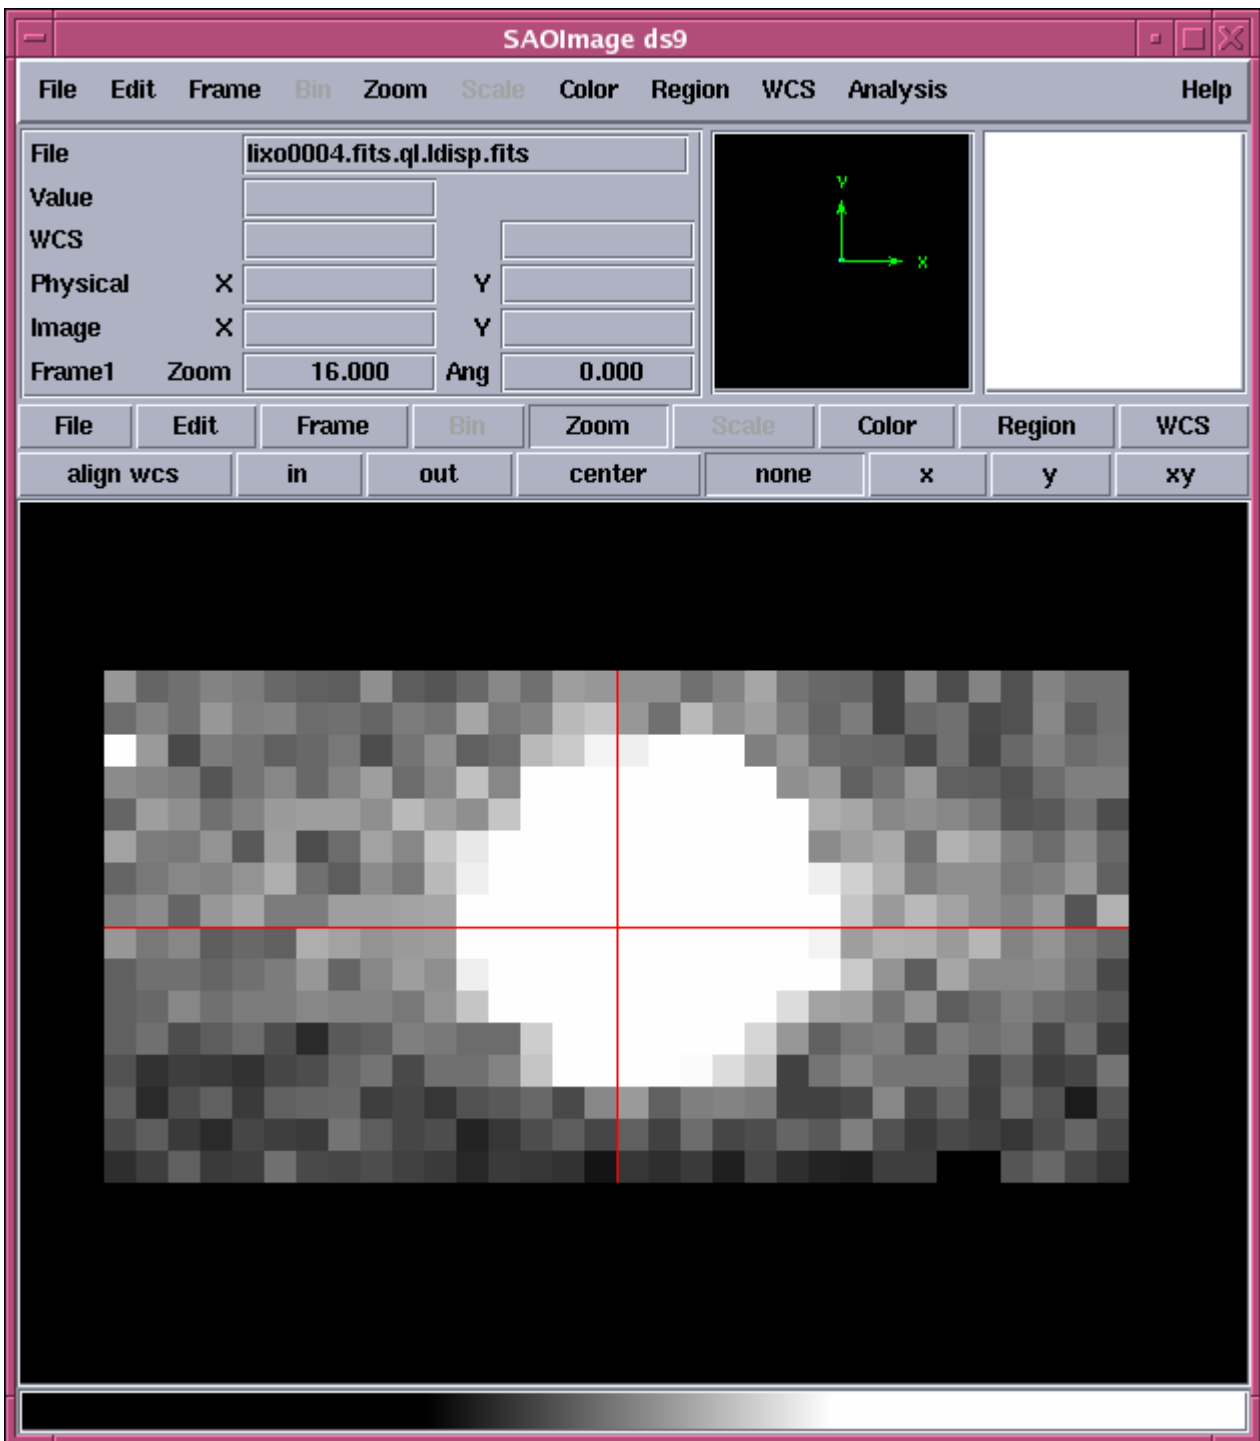 SAOImage ds9
File Edit Frame Bin Zoom Scale Color Region WCS Analysis Help
File lixo0004.fits.ql.ldisp.fits
Value
WCS
Physical X Y
Image X Y
Frame1 Zoom 16.000 Ang 0.000
Y
X
File Edit Frame Bin Zoom Scale Color Region WCS
align wcs in out center none x y xy